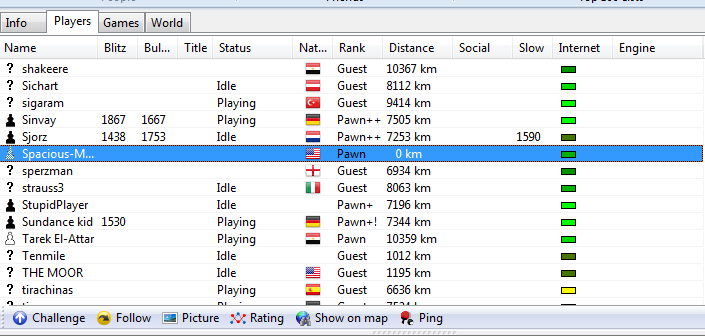 Info Players Games World
Name Blitz Bul... Title Status Nat... Rank Distance Social Slow Internet Engine
? shakeere Guest 10367 km
? Sichart Idle Guest 8112 km
? sigaram Playing Guest 9414 km
Sinvay 1867 1667 Playing Pawn++ 7505 km
Sjorz 1438 1753 Idle Pawn++ 7253 km 1590
Spacious-M... Pawn 0 km
? sperzman Guest 6934 km
? strauss3 Idle Guest 8063 km
StupidPlayer Idle Pawn+ 7196 km
Sundance kid 1530 Playing Pawn+! 7344 km
Tarek El-Attar Playing Pawn 10359 km
? Tenmile Idle Guest 1012 km
? THE MOOR Idle Guest 1195 km
? tirachinas Playing Guest 6636 km
Challenge Follow Picture Rating Show on map Ping